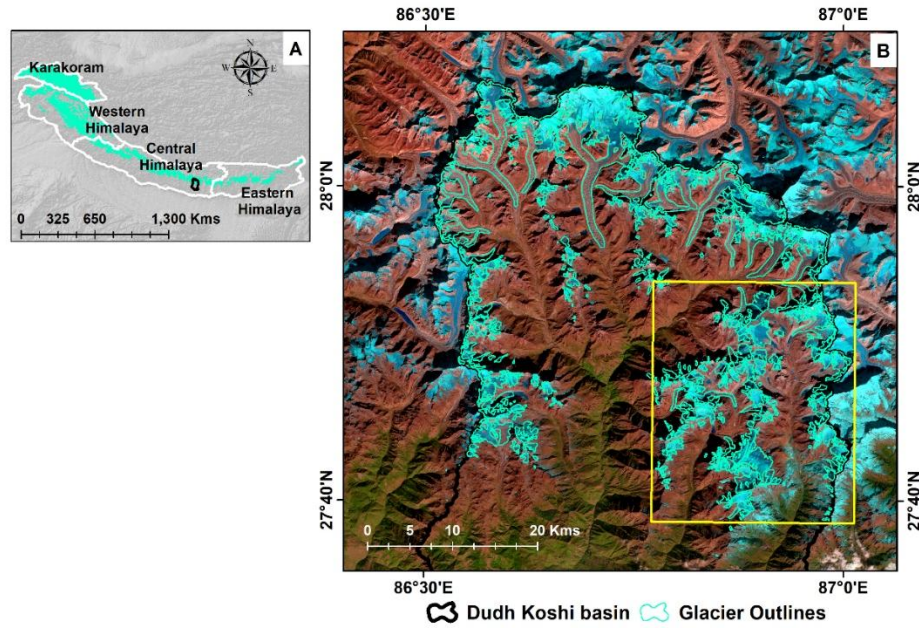 86°30'E
87°0'E
A
N
W E
S
Karakoram
Western
Himalaya
Central
Himalaya
Eastern
Himalaya
0 325 650 1,300 Kms
B
28°0'N
28°0'N
27°40'N
27°40'N
0 5 10 20 Kms
86°30'E
87°0'E
Dudh Koshi basin
Glacier Outlines